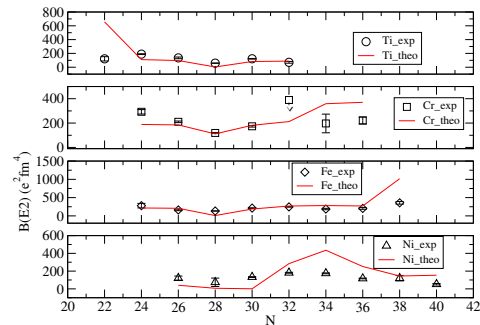 800
600
400
200
0
Ti_exp
Ti_theo
400
300
200
100
0
Cr_exp
Cr_theo
1500
1000
500
0
Fe_exp
Fe_theo
600
400
200
0
Ni_exp
Ni_theo
20 22 24 26 28 30 32 34 36 38 40 42
N
B(E2) (e²fm⁴)